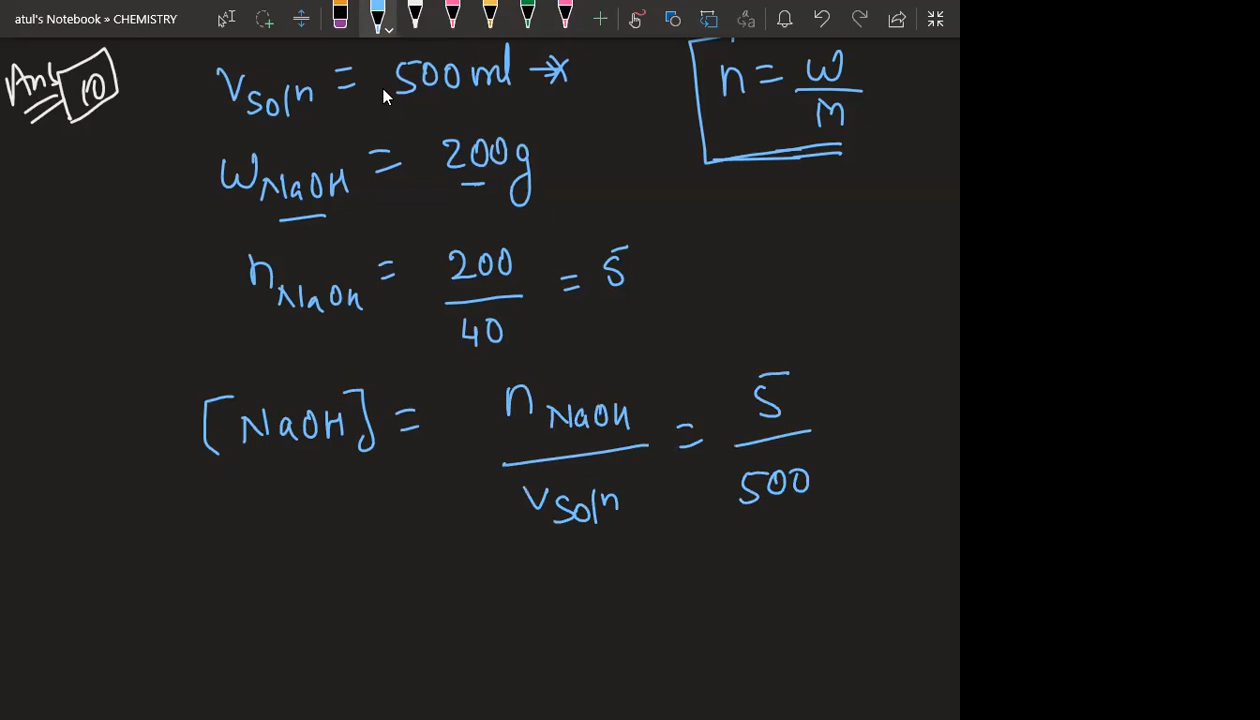 atul's Notebook » CHEMISTRY
Ans 10
Vsoln = 500 ml
n = w/M
WNaOH = 200g
nNaOH = 200/40 = 5
[NaOH] = nNaOH/Vsoln = 5/500